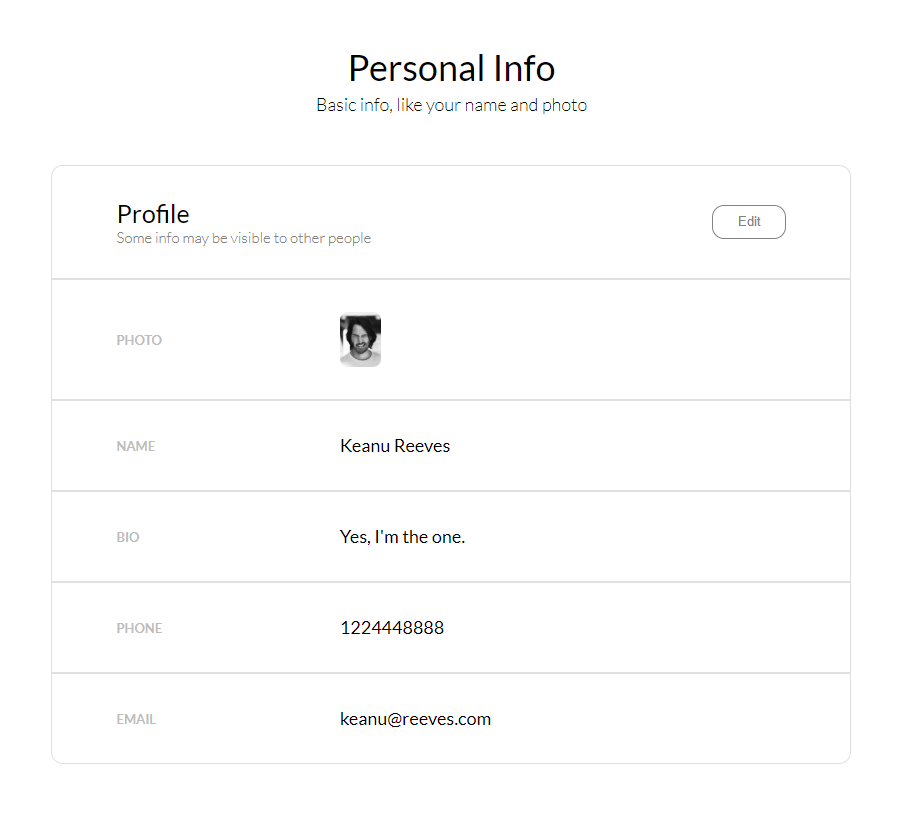 Personal Info
Basic info, like your name and photo
Profile
Some info may be visible to other people
Edit
PHOTO
NAME
Keanu Reeves
BIO
Yes, I'm the one.
PHONE
1224448888
EMAIL
keanu@reeves.com